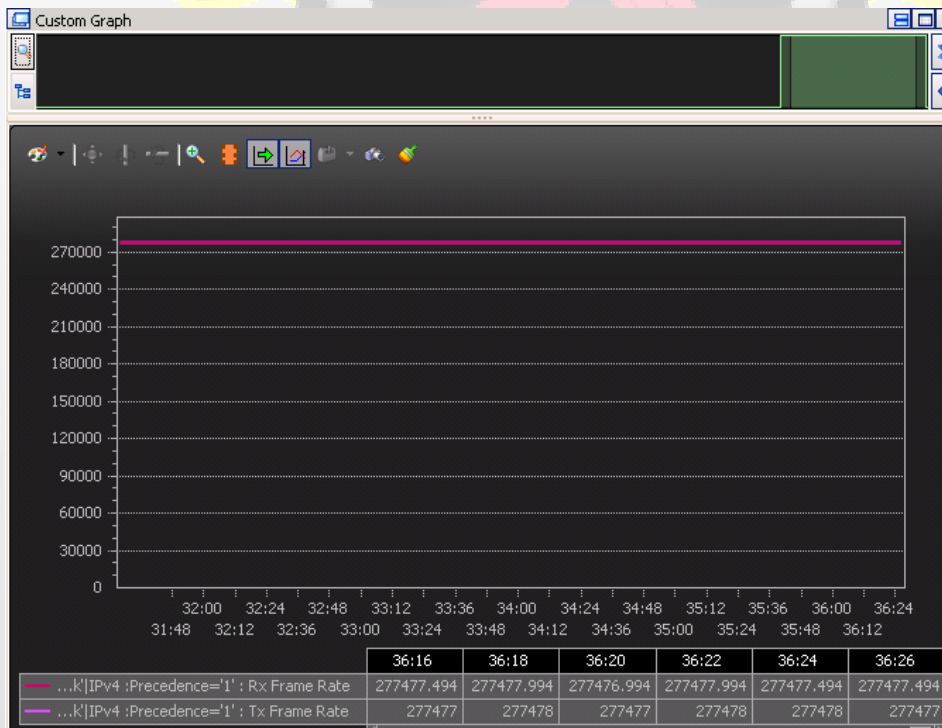 Custom Graph
270000
240000
210000
180000
150000
120000
90000
60000
30000
0
32:00 32:24 32:48 33:12 33:36 34:00 34:24 34:48 35:12 35:36 36:00 36:24
31:48 32:12 32:36 33:00 33:24 33:48 34:12 34:36 35:00 35:24 35:48 36:12
36:16 36:18 36:20 36:22 36:24 36:26
...k'|IPv4 :Precedence='1' : Rx Frame Rate 277477.494 277477.994 277476.994 277477.994 277477.494 277477.494
...k'|IPv4 :Precedence='1' : Tx Frame Rate 277477 277478 277477 277478 277478 277477